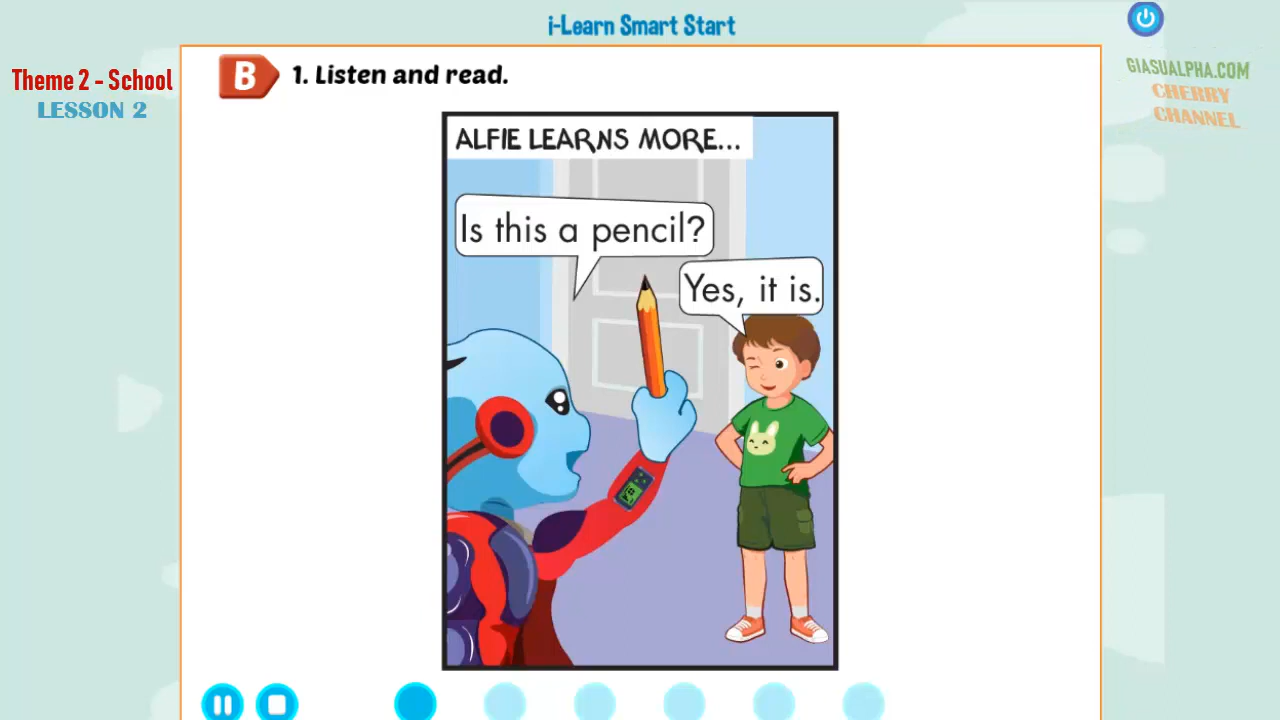 i-Learn Smart Start
Theme 2 - School
LESSON 2
B 1. Listen and read.
GIASUALPHA.COM
CHERRY
CHANNEL
ALFIE LEARNS MORE...
Is this a pencil?
Yes, it is.